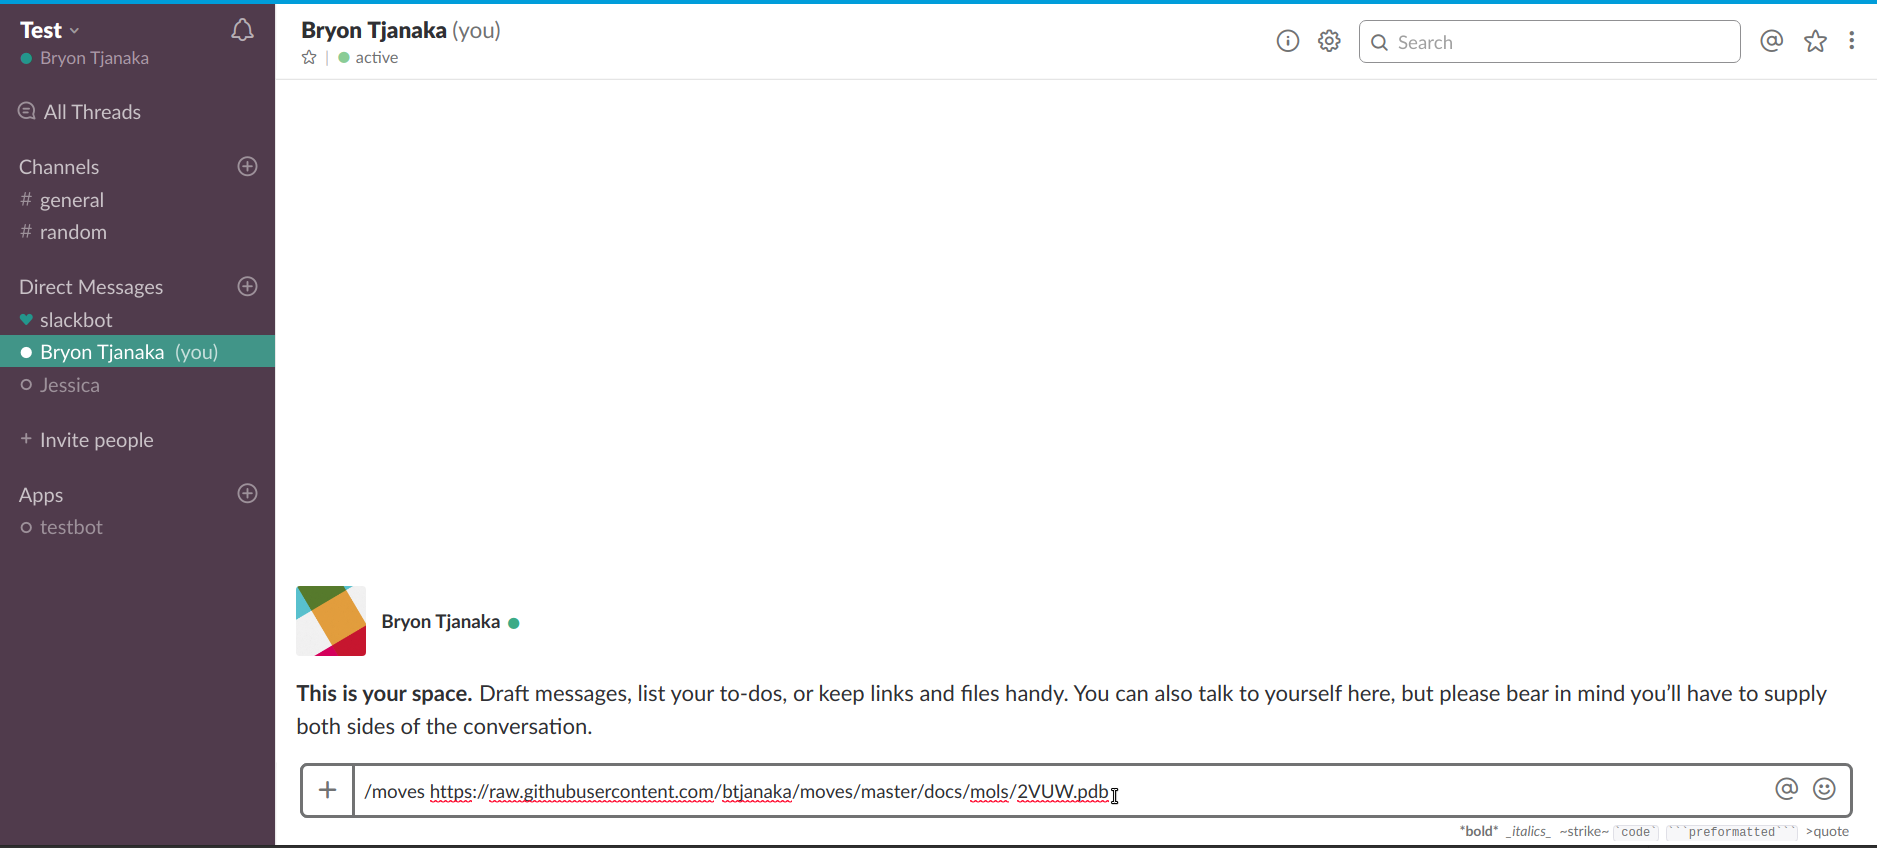 Test
Bryon Tjanaka
All Threads
Channels
# general
# random
Direct Messages
slackbot
Bryon Tjanaka (you)
Jessica
+ Invite people
Apps
testbot
Bryon Tjanaka (you)
active
Search
Bryon Tjanaka
This is your space. Draft messages, list your to-dos, or keep links and files handy. You can also talk to yourself here, but please bear in mind you’ll have to supply
both sides of the conversation.
/moves https://raw.githubusercontent.com/btjanaka/moves/master/docs/mols/2VUW.pdb
*bold* _italics_ ~strike~ `code` ```preformatted``` >quote